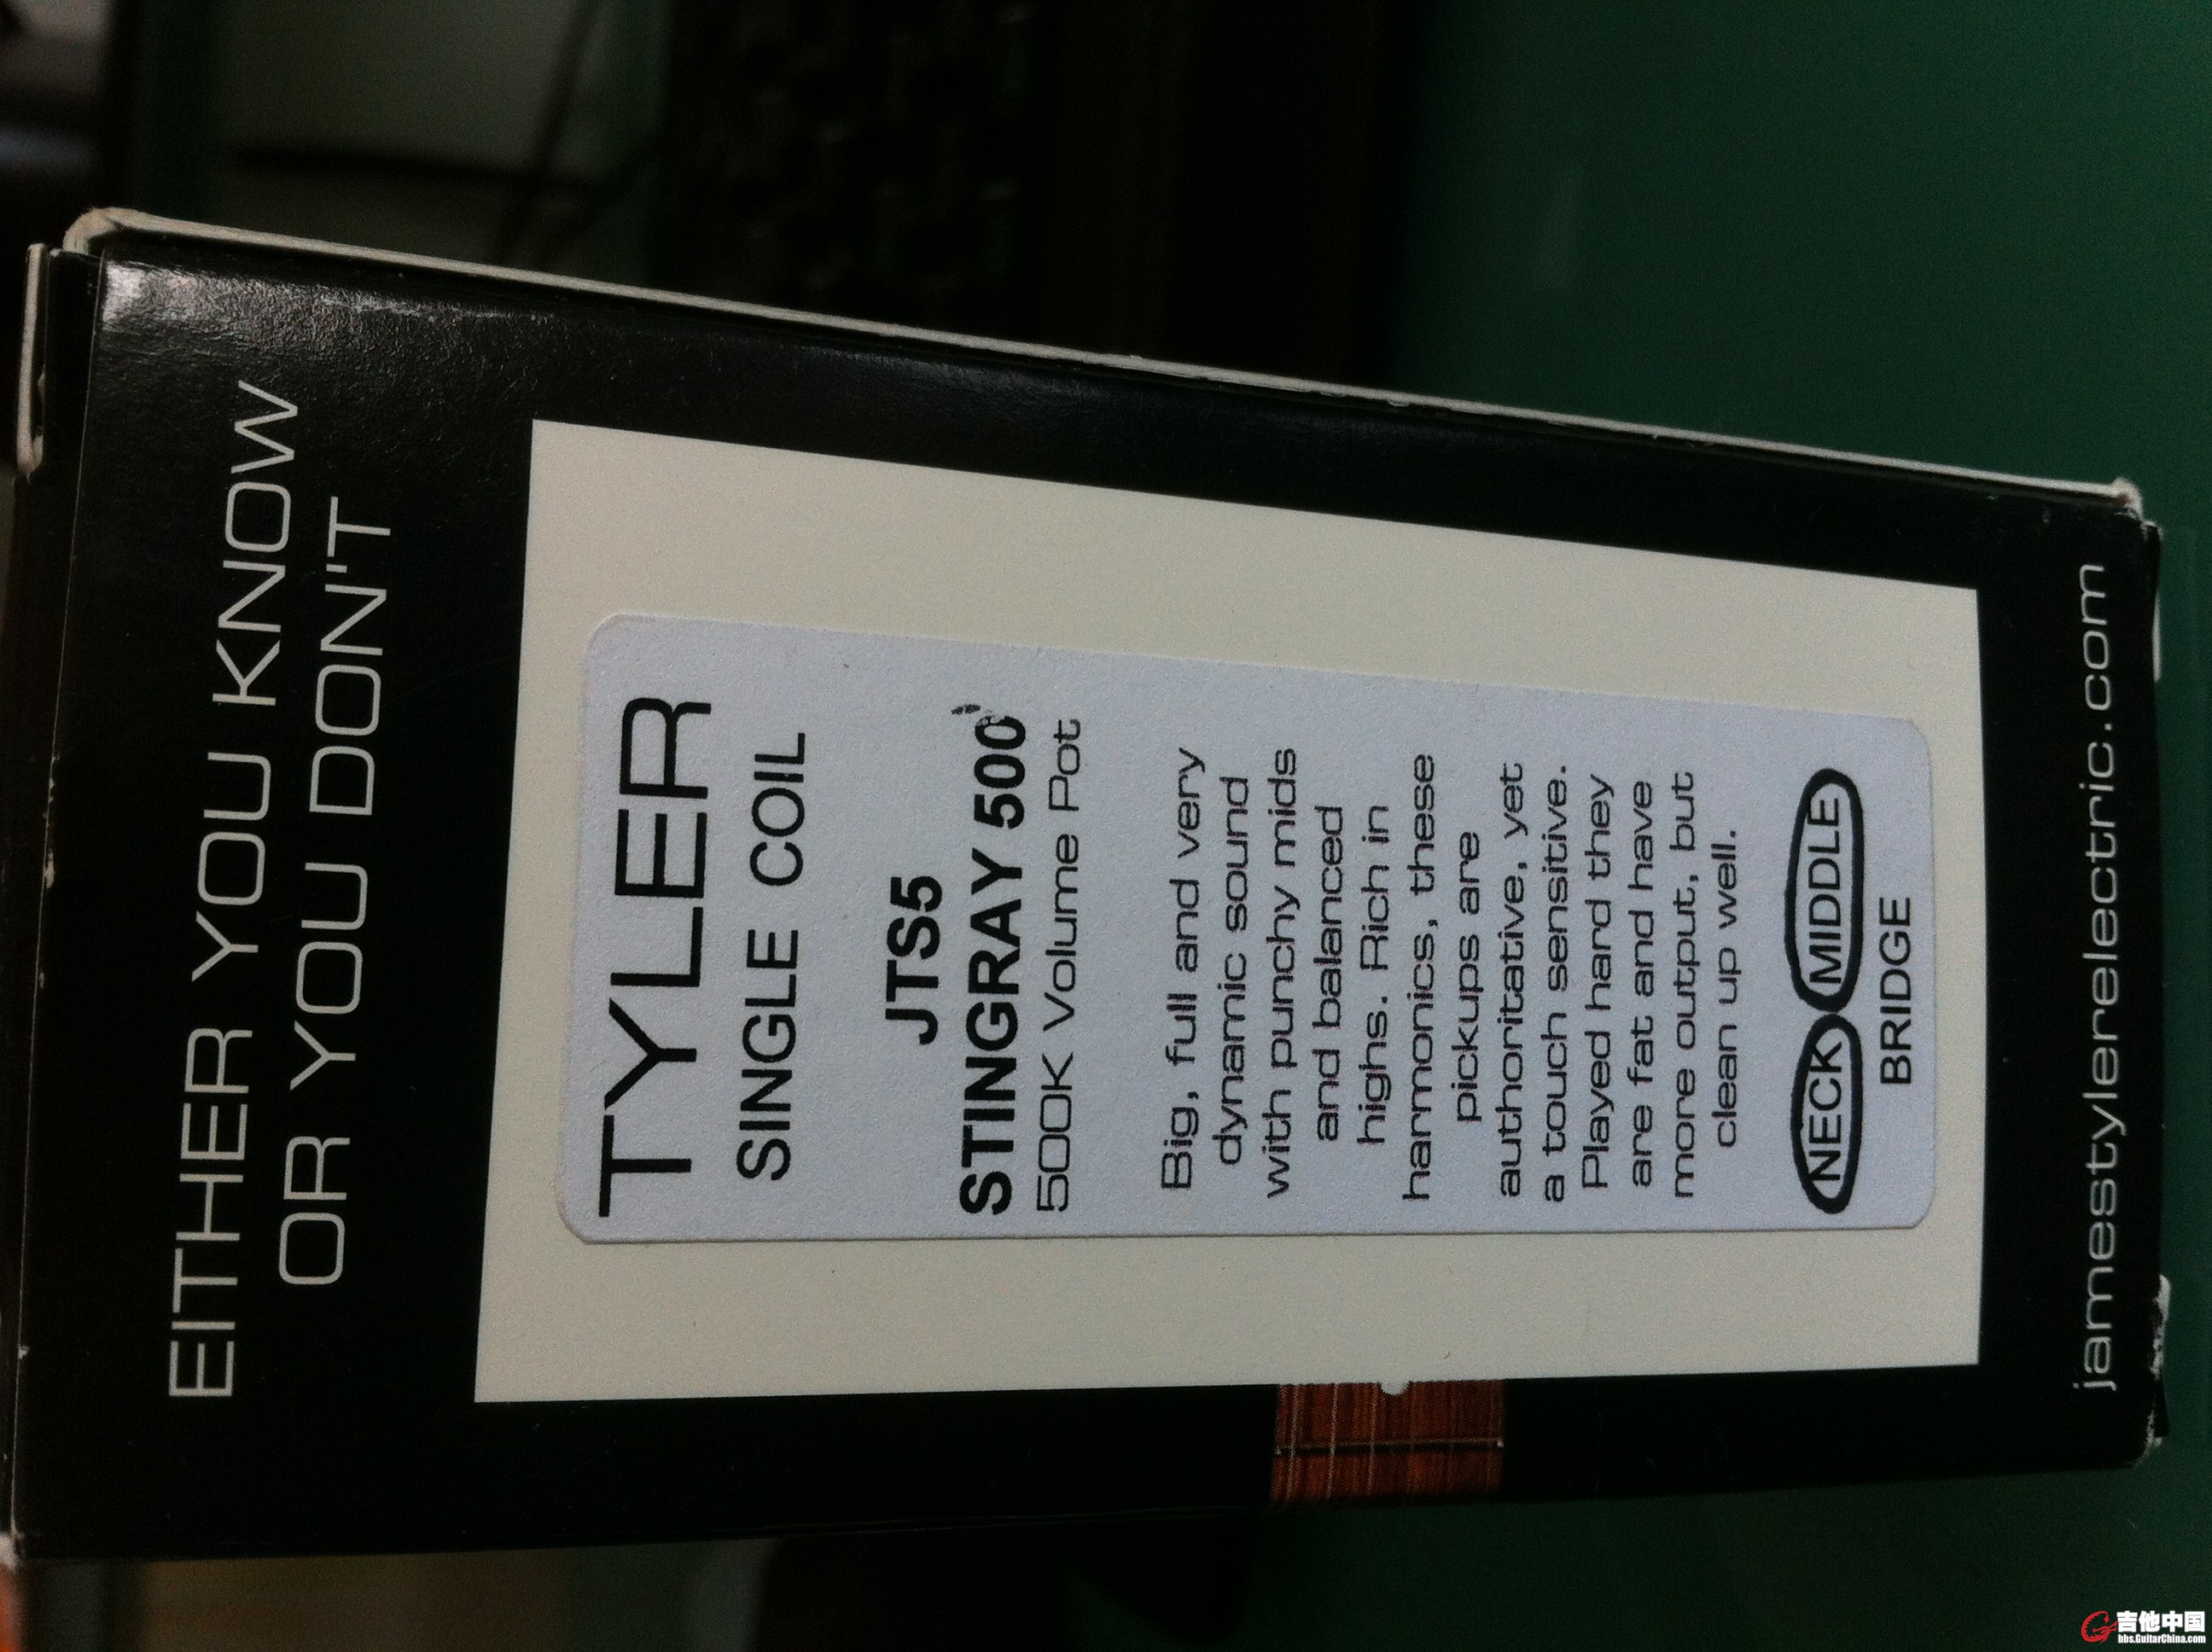 EITHER YOU KNOW
OR YOU DON'T
TYLER
SINGLE COIL
JTS5
STINGRAY 500
500K Volume Pot
Big, full and very
dynamic sound
with punchy mids
and balanced
highs. Rich in
harmonics, these
pickups are
authoritative, yet
a touch sensitive.
Played hard they
are fat and have
more output, but
clean up well.
NECK MIDDLE
BRIDGE
jamestylerelectric.com
吉他中国
bbs.GuitarChina.com